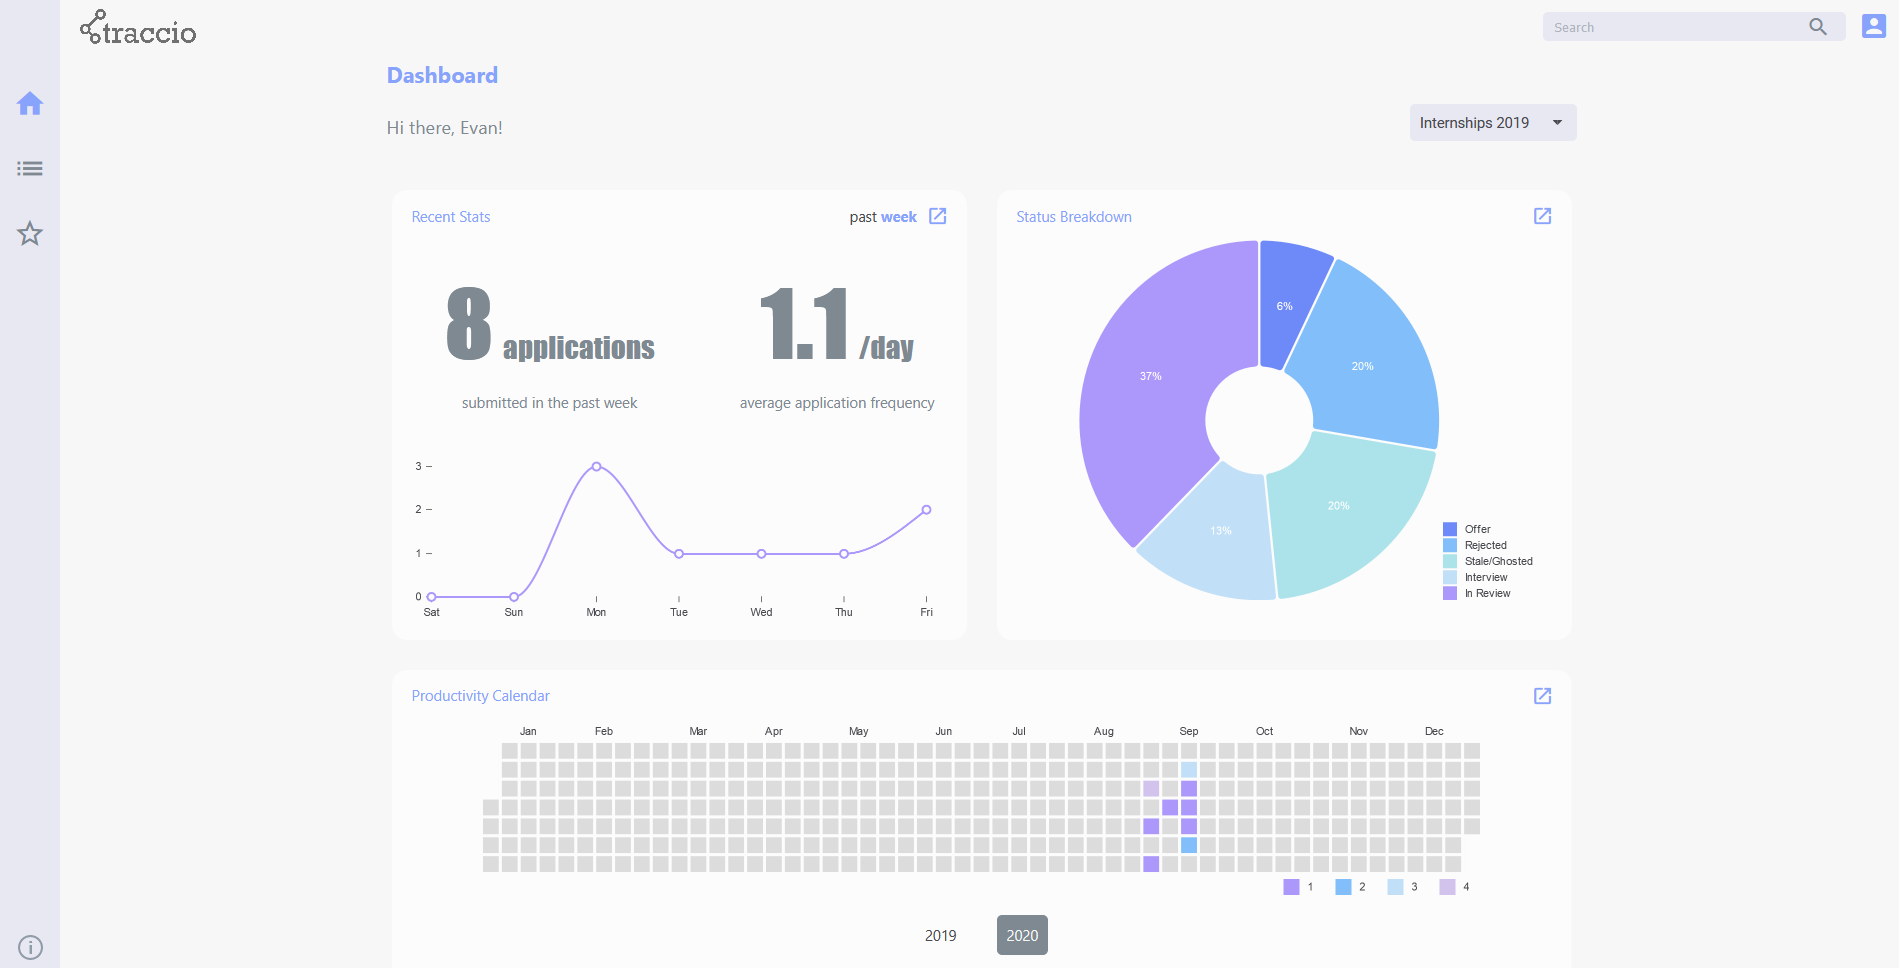 traccio
Search
Dashboard
Hi there, Evan!
Internships 2019
Recent Stats
past week
8 applications
submitted in the past week
1.1 /day
average application frequency
3
2
1
0
Sat Sun Mon Tue Wed Thu Fri
Status Breakdown
6%
20%
20%
13%
37%
Offer
Rejected
Stale/Ghosted
Interview
In Review
Productivity Calendar
Jan Feb Mar Apr May Jun Jul Aug Sep Oct Nov Dec
1 2 3 4
2019 2020